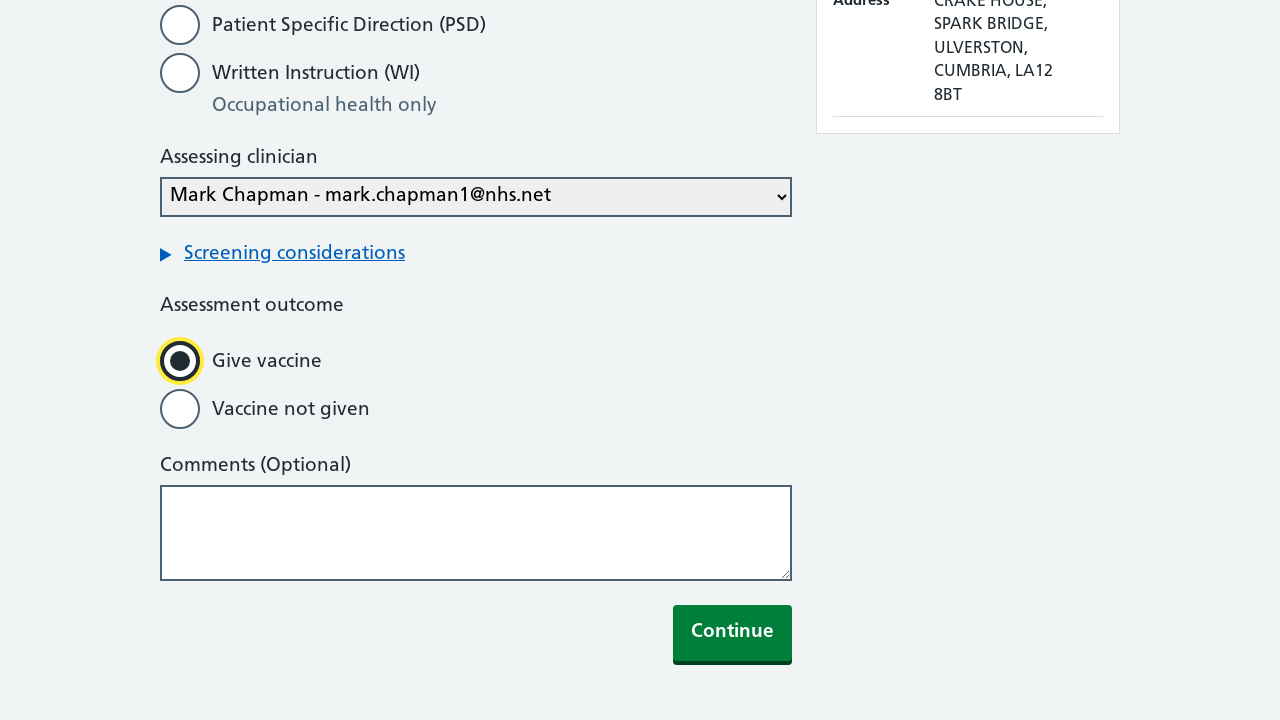 Patient Specific Direction (PSD)
Written Instruction (WI)
Occupational health only
Assessing clinician
Mark Chapman - mark.chapman1@nhs.net
Screening considerations
Assessment outcome
Give vaccine
Vaccine not given
Comments (Optional)
Continue
Address
CRAKE HOUSE,
SPARK BRIDGE,
ULVERSTON,
CUMBRIA, LA12
8BT